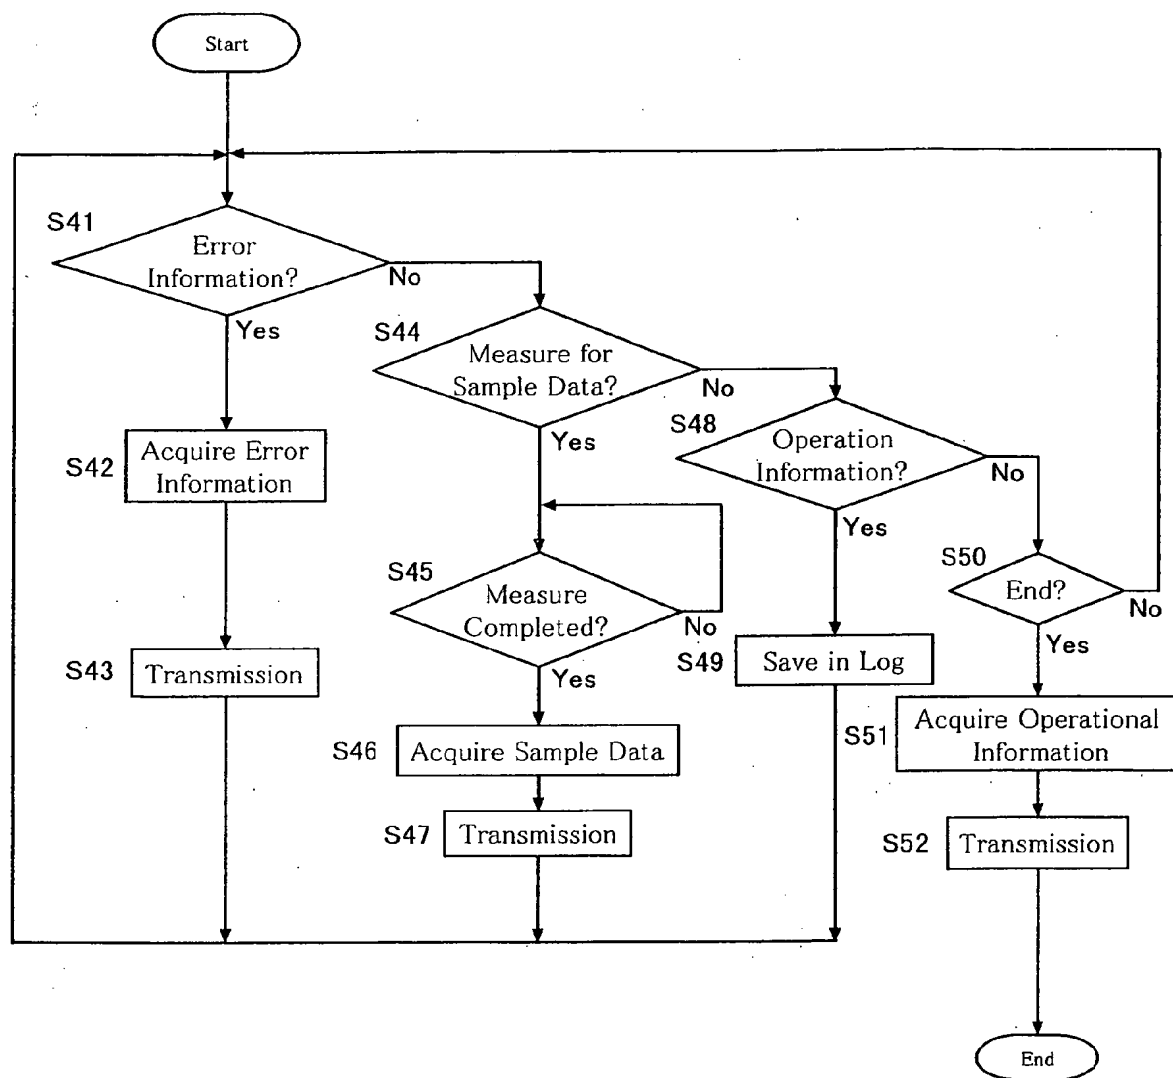 Start
S41
Error
Information?
No
Yes
S44
Measure for
Sample Data?
No
Yes
S42
Acquire Error
Information
S48
Operation
Information?
No
Yes
S45
Measure
Completed?
No
Yes
S50
End?
No
Yes
S43
Transmission
S49
Save in Log
S46
Acquire Sample Data
S51
Acquire Operational
Information
S47
Transmission
S52
Transmission
End